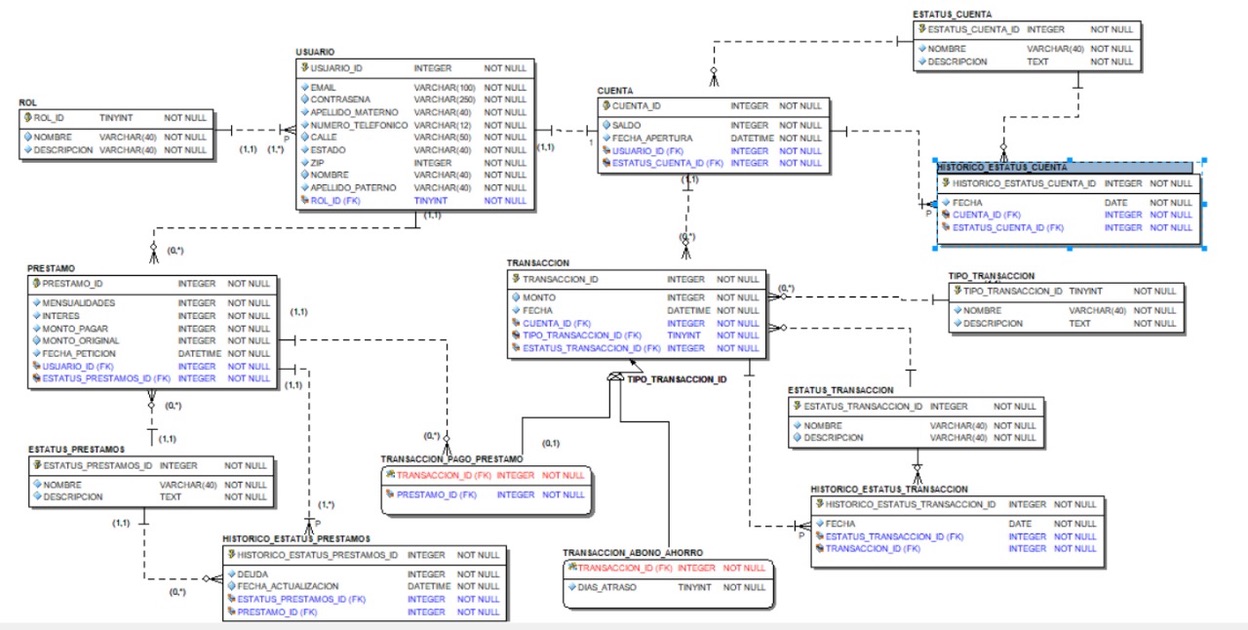 ESTATUS_CUENTA
ESTATUS_CUENTA_ID INTEGER NOT NULL
NOMBRE VARCHAR(40) NOT NULL
DESCRIPCION TEXT NOT NULL
USUARIO
USUARIO_ID INTEGER NOT NULL
EMAIL VARCHAR(100) NOT NULL
CONTRASENA VARCHAR(250) NOT NULL
APELLIDO_MATERNO VARCHAR(40) NOT NULL
NUMERO_TELEFONICO VARCHAR(12) NOT NULL
CALLE VARCHAR(50) NOT NULL
ESTADO VARCHAR(40) NOT NULL
ZIP INTEGER NOT NULL
NOMBRE VARCHAR(40) NOT NULL
APELLIDO_PATERNO VARCHAR(40) NOT NULL
ROL_ID (FK) TINYINT NOT NULL
ROL
ROL_ID TINYINT NOT NULL
NOMBRE VARCHAR(40) NOT NULL
DESCRIPCION VARCHAR(40) NOT NULL
(1,1) (1,*)
P
CUENTA
CUENTA_ID INTEGER NOT NULL
SALDO INTEGER NOT NULL
FECHA_APERTURA DATETIME NOT NULL
USUARIO_ID (FK) INTEGER NOT NULL
ESTATUS_CUENTA_ID (FK) INTEGER NOT NULL
(1,1)
1
(1,1)
(0,*)
HISTORICO_ESTATUS_CUENTA
HISTORICO_ESTATUS_CUENTA_ID INTEGER NOT NULL
FECHA DATE NOT NULL
CUENTA_ID (FK) INTEGER NOT NULL
ESTATUS_CUENTA_ID (FK) INTEGER NOT NULL
P
(1,1)
(0,*)
PRESTAMO
PRESTAMO_ID INTEGER NOT NULL
MENSUALIDADES INTEGER NOT NULL
INTERES INTEGER NOT NULL
MONTO_PAGAR INTEGER NOT NULL
MONTO_ORIGINAL INTEGER NOT NULL
FECHA_PETICION DATETIME NOT NULL
USUARIO_ID (FK) INTEGER NOT NULL
ESTATUS_PRESTAMOS_ID (FK) INTEGER NOT NULL
(1,1)
(1,1)
(0,*)
(1,1)
TRANSACCION
TRANSACCION_ID INTEGER NOT NULL
MONTO INTEGER NOT NULL
FECHA DATETIME NOT NULL
CUENTA_ID (FK) INTEGER NOT NULL
TIPO_TRANSACCION_ID (FK) TINYINT NOT NULL
ESTATUS_TRANSACCION_ID (FK) INTEGER NOT NULL
(0,*)
TIPO_TRANSACCION_ID
TIPO_TRANSACCION
TIPO_TRANSACCION_ID TINYINT NOT NULL
NOMBRE VARCHAR(40) NOT NULL
DESCRIPCION TEXT NOT NULL
ESTATUS_TRANSACCION
ESTATUS_TRANSACCION_ID INTEGER NOT NULL
NOMBRE VARCHAR(40) NOT NULL
DESCRIPCION VARCHAR(40) NOT NULL
ESTATUS_PRESTAMOS
ESTATUS_PRESTAMOS_ID INTEGER NOT NULL
NOMBRE VARCHAR(40) NOT NULL
DESCRIPCION TEXT NOT NULL
(1,1)
(0,*)
(0,*)
(0,1)
TRANSACCION_PAGO_PRESTAMO
TRANSACCION_ID (FK) INTEGER NOT NULL
PRESTAMO_ID (FK) INTEGER NOT NULL
HISTORICO_ESTATUS_TRANSACCION
HISTORICO_ESTATUS_TRANSACCION_ID INTEGER NOT NULL
FECHA DATE NOT NULL
ESTATUS_TRANSACCION_ID (FK) INTEGER NOT NULL
TRANSACCION_ID (FK) INTEGER NOT NULL
P
(1,*)
P
HISTORICO_ESTATUS_PRESTAMOS
HISTORICO_ESTATUS_PRESTAMOS_ID INTEGER NOT NULL
DEUDA INTEGER NOT NULL
FECHA_ACTUALIZACION DATETIME NOT NULL
ESTATUS_PRESTAMOS_ID (FK) INTEGER NOT NULL
PRESTAMO_ID (FK) INTEGER NOT NULL
TRANSACCION_ABONO_AHORRO
TRANSACCION_ID (FK) INTEGER NOT NULL
DIAS_ATRASO TINYINT NOT NULL